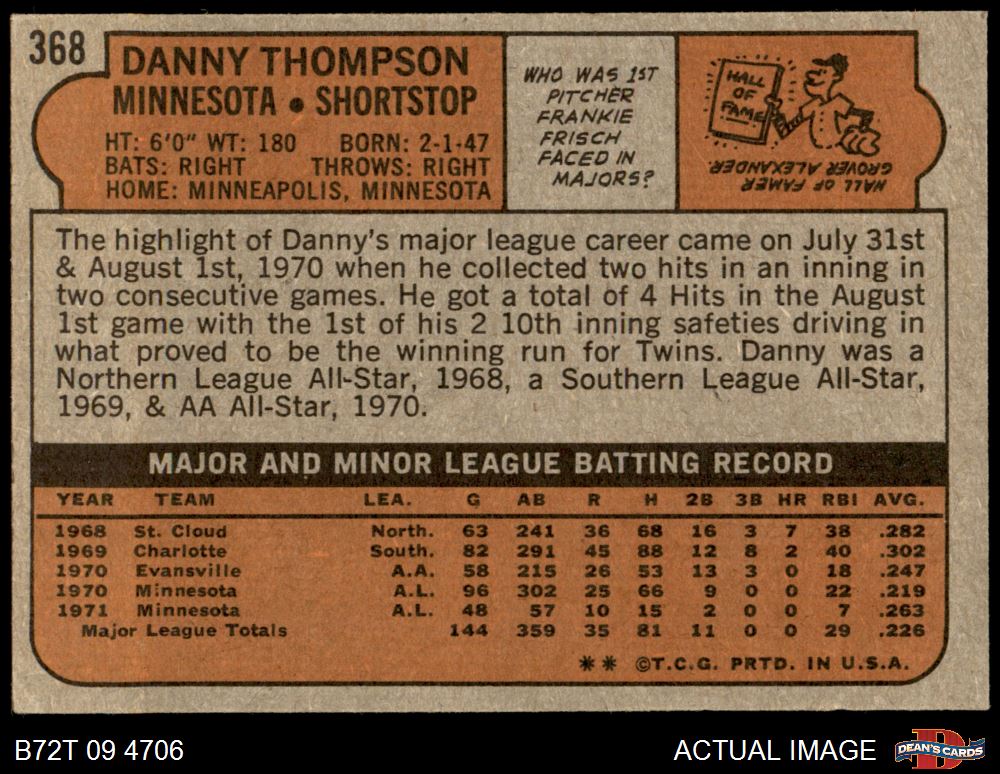 368
DANNY THOMPSON
MINNESOTA • SHORTSTOP
HT: 6'0" WT: 180 BORN: 2-1-47
BATS: RIGHT THROWS: RIGHT
HOME: MINNEAPOLIS, MINNESOTA
WHO WAS 1ST
PITCHER
FRANKIE
FRISCH
FACED IN
MAJORS?
HALL
OF
FAME
HALL OF FAMER
GROVER ALEXANDER.
The highlight of Danny's major league career came on July 31st
& August 1st, 1970 when he collected two hits in an inning in
two consecutive games. He got a total of 4 Hits in the August
1st game with the 1st of his 2 10th inning safeties driving in
what proved to be the winning run for Twins. Danny was a
Northern League All-Star, 1968, a Southern League All-Star,
1969, & AA All-Star, 1970.
MAJOR AND MINOR LEAGUE BATTING RECORD
YEAR TEAM LEA. G AB R H 2B 3B HR RBI AVG.
1968 St. Cloud North. 63 241 36 68 16 3 7 38 .282
1969 Charlotte South. 82 291 45 88 12 8 2 40 .302
1970 Evansville A.A. 58 215 26 53 13 3 0 18 .247
1970 Minnesota A.L. 96 302 25 66 9 0 0 22 .219
1971 Minnesota A.L. 48 57 10 15 2 0 0 7 .263
Major League Totals 144 359 35 81 11 0 0 29 .226
** ©T.C.G. PRTD. IN U.S.A.
B72T 09 4706
ACTUAL IMAGE
DEAN'S CARDS